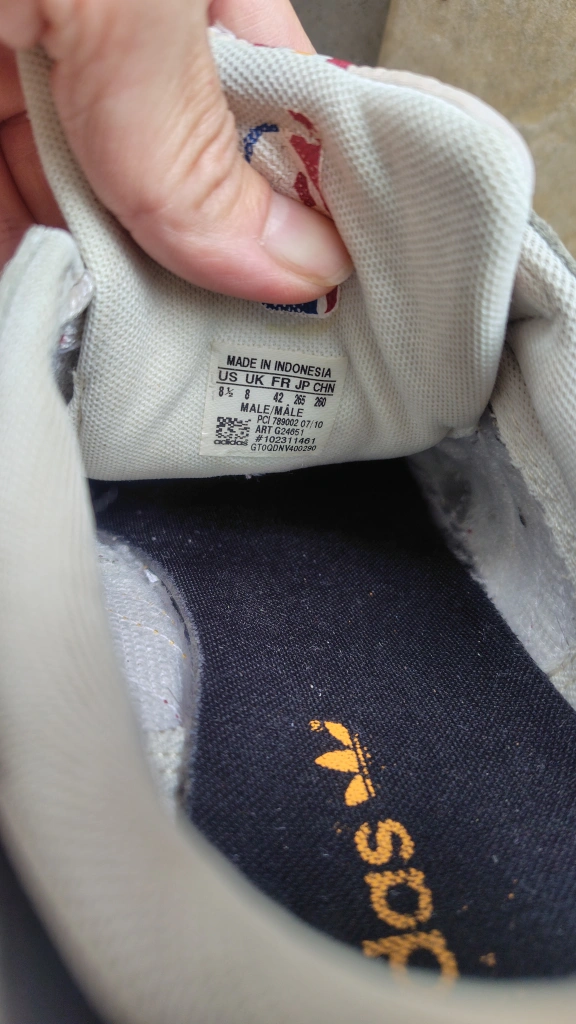 MADE IN INDONESIA
US UK FR JP CHN
8½ 8 42 265 260
MALE/MÂLE
PCI 789002 07/10
ART G24651
adidas #102311461
GT0QDNV400290
adidas